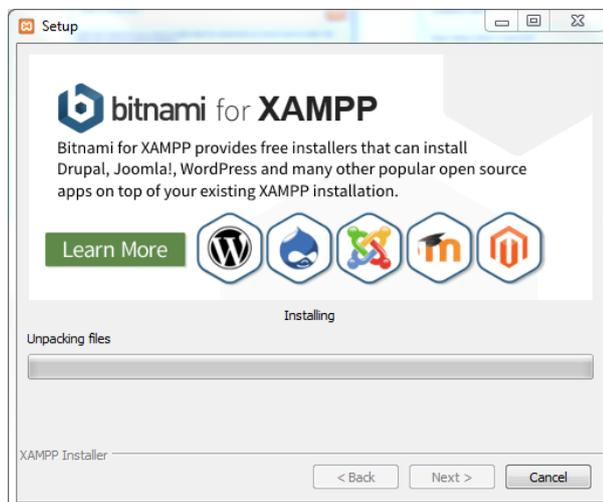 Setup
bitnami for XAMPP
Bitnami for XAMPP provides free installers that can install
Drupal, Joomla!, WordPress and many other popular open source
apps on top of your existing XAMPP installation.
Learn More
Installing
Unpacking files
XAMPP Installer
< Back Next > Cancel